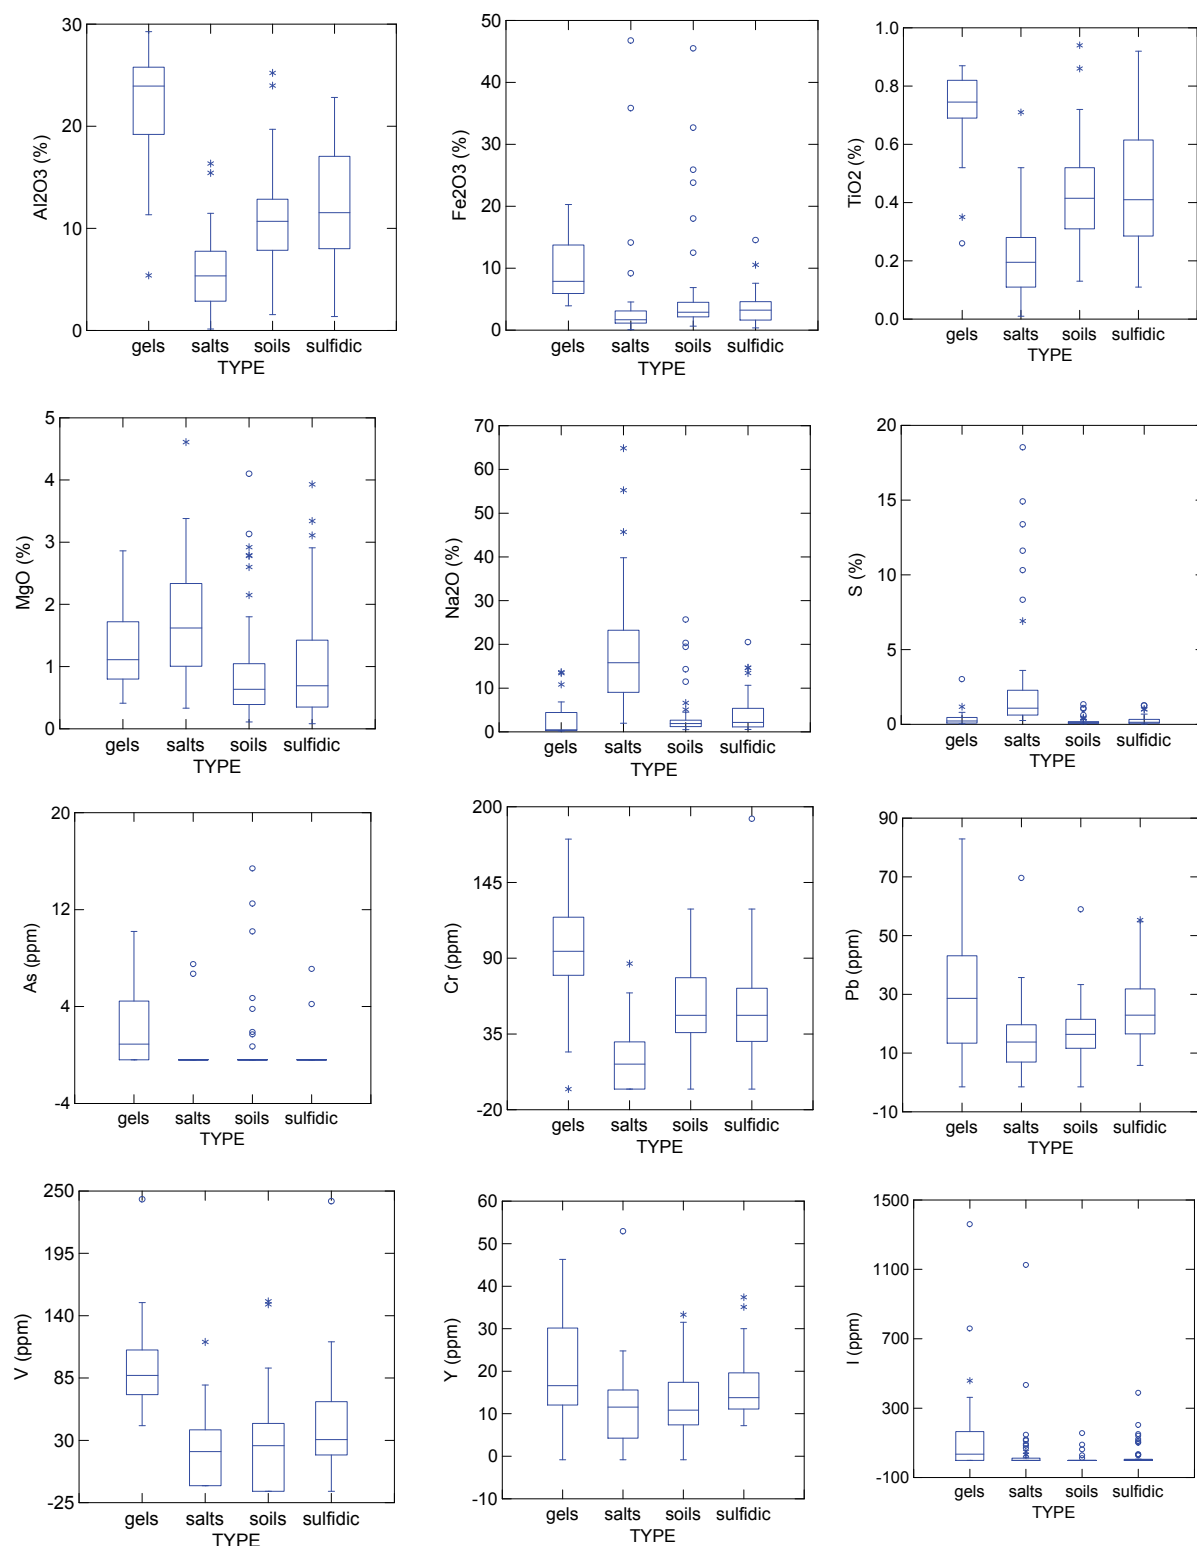 Al2O3 (%)
30
20
10
0
gels salts soils sulfidic
TYPE
Fe2O3 (%)
50
40
30
20
10
0
gels salts soils sulfidic
TYPE
TiO2 (%)
1.0
0.8
0.6
0.4
0.2
0.0
gels salts soils sulfidic
TYPE
MgO (%)
5
4
3
2
1
0
gels salts soils sulfidic
TYPE
Na2O (%)
70
60
50
40
30
20
10
0
gels salts soils sulfidic
TYPE
S (%)
20
15
10
5
0
gels salts soils sulfidic
TYPE
As (ppm)
20
12
4
-4
gels salts soils sulfidic
TYPE
Cr (ppm)
200
145
90
35
-20
gels salts soils sulfidic
TYPE
Pb (ppm)
90
70
50
30
10
-10
gels salts soils sulfidic
TYPE
V (ppm)
250
195
140
85
30
-25
gels salts soils sulfidic
TYPE
Y (ppm)
60
50
40
30
20
10
0
-10
gels salts soils sulfidic
TYPE
I (ppm)
1500
1100
700
300
-100
gels salts soils sulfidic
TYPE